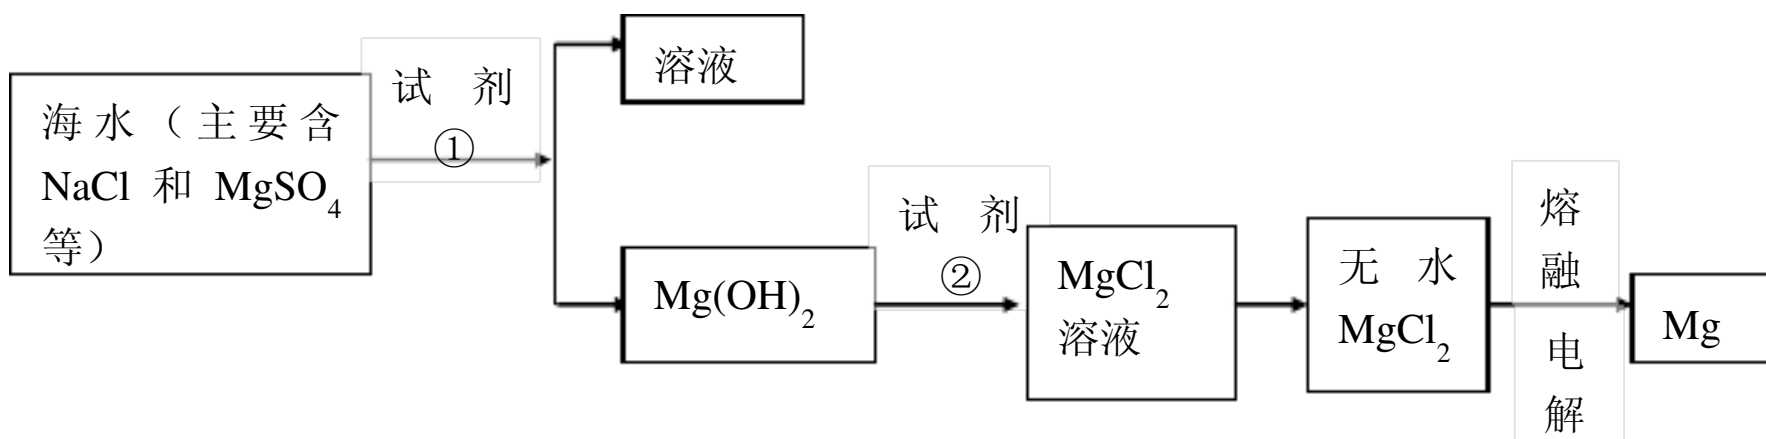 海水（主要含
NaCl 和 MgSO₄
等）
试 剂
①
溶液
Mg(OH)₂
试 剂
②
MgCl₂
溶液
无 水
MgCl₂
熔
融
电
解
Mg